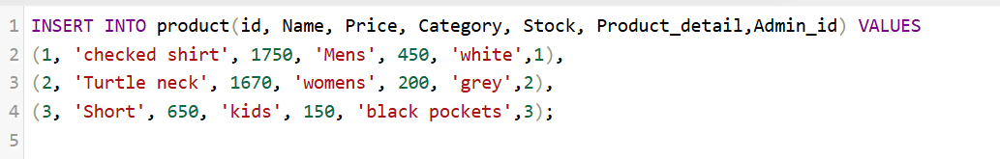 1 INSERT INTO product(id, Name, Price, Category, Stock, Product_detail,Admin_id) VALUES
2 (1, 'checked shirt', 1750, 'Mens', 450, 'white',1),
3 (2, 'Turtle neck', 1670, 'womens', 200, 'grey',2),
4 (3, 'Short', 650, 'kids', 150, 'black pockets',3);
5